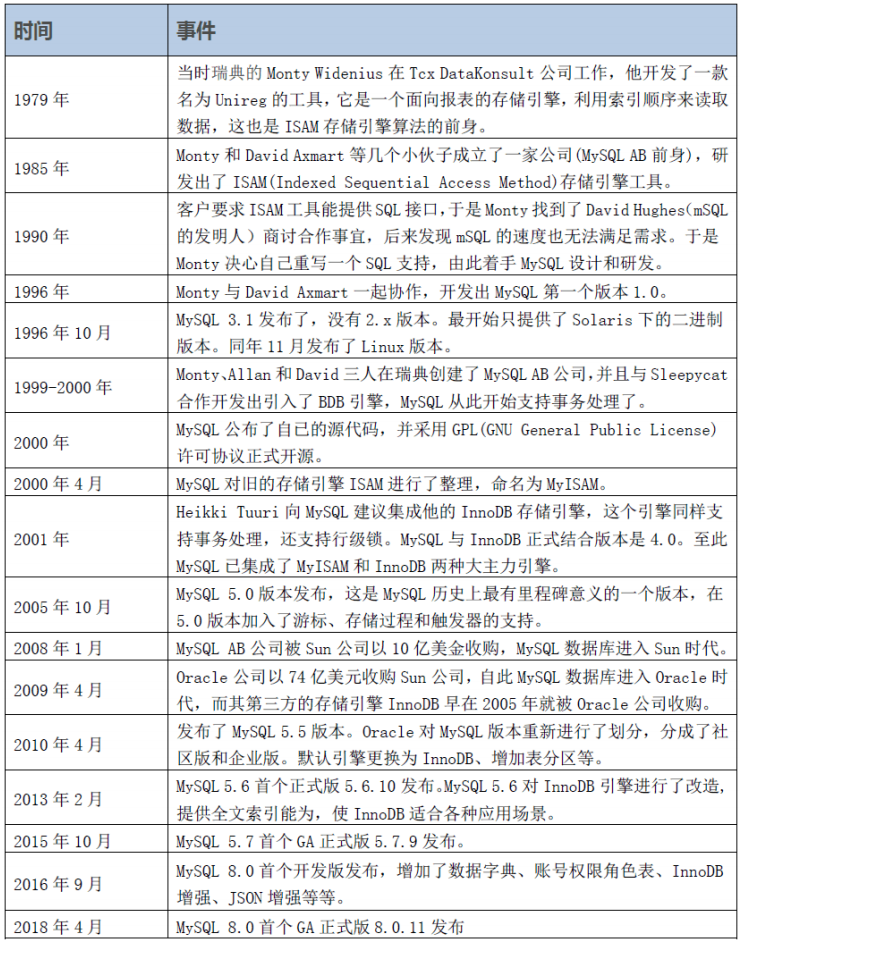 时间
事件
1979 年
当时瑞典的 Monty Widenius 在 Tcx DataKonsult 公司工作，他开发了一款
名为 Unireg 的工具，它是一个面向报表的存储引擎，利用索引顺序来读取
数据，这也是 ISAM 存储引擎算法的前身。
1985 年
Monty 和 David Axmart 等几个小伙子成立了一家公司(MySQL AB 前身)，研
发出了 ISAM(Indexed Sequential Access Method)存储引擎工具。
1990 年
客户要求 ISAM 工具能提供 SQL 接口，于是 Monty 找到了 David Hughes(mSQL
的发明人）商讨合作事宜，后来发现 mSQL 的速度也无法满足需求。于是
Monty 决心自己重写一个 SQL 支持，由此着手 MySQL 设计和研发。
1996 年
Monty 与 David Axmart 一起协作，开发出 MySQL 第一个版本 1.0。
1996 年 10 月
MySQL 3.1 发布了，没有 2.x 版本。最开始只提供了 Solaris 下的二进制
版本。同年 11 月发布了 Linux 版本。
1999-2000 年
Monty、Allan 和 David 三人在瑞典创建了 MySQL AB 公司，并且与 Sleepycat
合作开发出引入了 BDB 引擎，MySQL 从此开始支持事务处理了。
2000 年
MySQL 公布了自已的源代码，并采用 GPL(GNU General Public License)
许可协议正式开源。
2000 年 4 月
MySQL 对旧的存储引擎 ISAM 进行了整理，命名为 MyISAM。
2001 年
Heikki Tuuri 向 MySQL 建议集成他的 InnoDB 存储引擎，这个引擎同样支
持事务处理，还支持行级锁。MySQL 与 InnoDB 正式结合版本是 4.0。至此
MySQL 已集成了 MyISAM 和 InnoDB 两种大主力引擎。
2005 年 10 月
MySQL 5.0 版本发布，这是 MySQL 历史上最有里程碑意义的一个版本，在
5.0 版本加入了游标、存储过程和触发器的支持。
2008 年 1 月
MySQL AB 公司被 Sun 公司以 10 亿美金收购，MySQL 数据库进入 Sun 时代。
2009 年 4 月
Oracle 公司以 74 亿美元收购 Sun 公司，自此 MySQL 数据库进入 Oracle 时
代，而其第三方的存储引擎 InnoDB 早在 2005 年就被 Oracle 公司收购。
2010 年 4 月
发布了 MySQL 5.5 版本。Oracle 对 MySQL 版本重新进行了划分，分成了社
区版和企业版。默认引擎更换为 InnoDB、增加表分区等。
2013 年 2 月
MySQL 5.6 首个正式版 5.6.10 发布。MySQL 5.6 对 InnoDB 引擎进行了改造，
提供全文索引能为，使 InnoDB 适合各种应用场景。
2015 年 10 月
MySQL 5.7 首个 GA 正式版 5.7.9 发布。
2016 年 9 月
MySQL 8.0 首个开发版发布，增加了数据字典、账号权限角色表、InnoDB
增强、JSON 增强等等。
2018 年 4 月
MySQL 8.0 首个 GA 正式版 8.0.11 发布